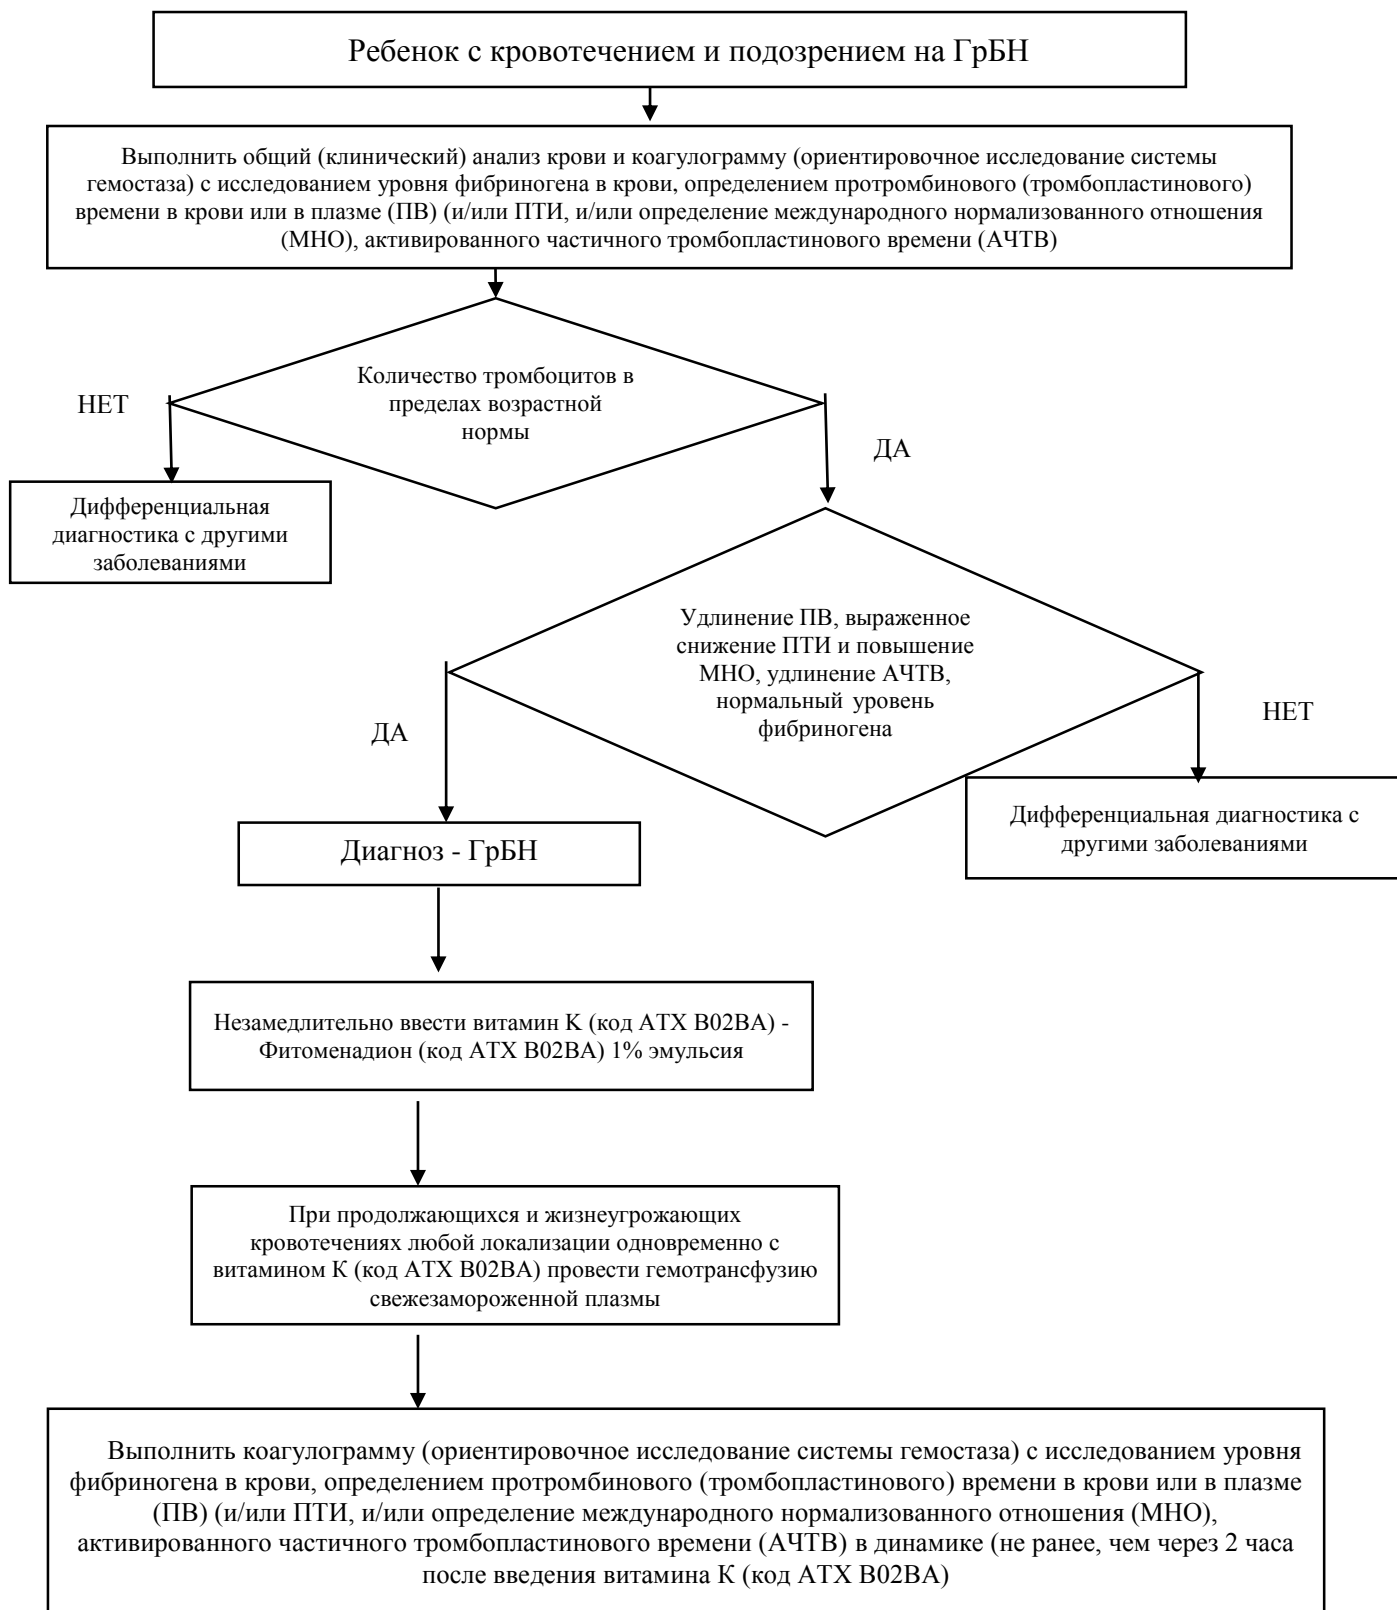 Ребенок с кровотечением и подозрением на ГрБН
Выполнить общий (клинический) анализ крови и коагулограмму (ориентировочное исследование системы
гемостаза) с исследованием уровня фибриногена в крови, определением протромбинового (тромбопластинового)
времени в крови или в плазме (ПВ) (и/или ПТИ, и/или определение международного нормализованного отношения
(МНО), активированного частичного тромбопластинового времени (АЧТВ)
Количество тромбоцитов в
пределах возрастной
нормы
НЕТ
ДА
Дифференциальная
диагностика с другими
заболеваниями
Удлинение ПВ, выраженное
снижение ПТИ и повышение
МНО, удлинение АЧТВ,
нормальный уровень
фибриногена
ДА
НЕТ
Дифференциальная диагностика с
другими заболеваниями
Диагноз - ГрБН
Незамедлительно ввести витамин K (код АТХ B02BA) -
Фитоменадион (код АТХ B02BA) 1% эмульсия
При продолжающихся и жизнеугрожающих
кровотечениях любой локализации одновременно с
витамином К (код АТХ B02BA) провести гемотрансфузию
свежезамороженной плазмы
Выполнить коагулограмму (ориентировочное исследование системы гемостаза) с исследованием уровня
фибриногена в крови, определением протромбинового (тромбопластинового) времени в крови или в плазме
(ПВ) (и/или ПТИ, и/или определение международного нормализованного отношения (МНО),
активированного частичного тромбопластинового времени (АЧТВ) в динамике (не ранее, чем через 2 часа
после введения витамина К (код АТХ B02BA)